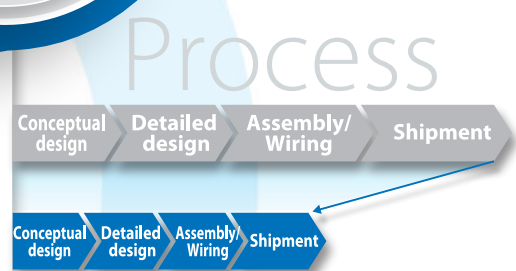 Process
Conceptual
design
Detailed
design
Assembly/
Wiring
Shipment
Conceptual
design
Detailed
design
Assembly/
Wiring
Shipment